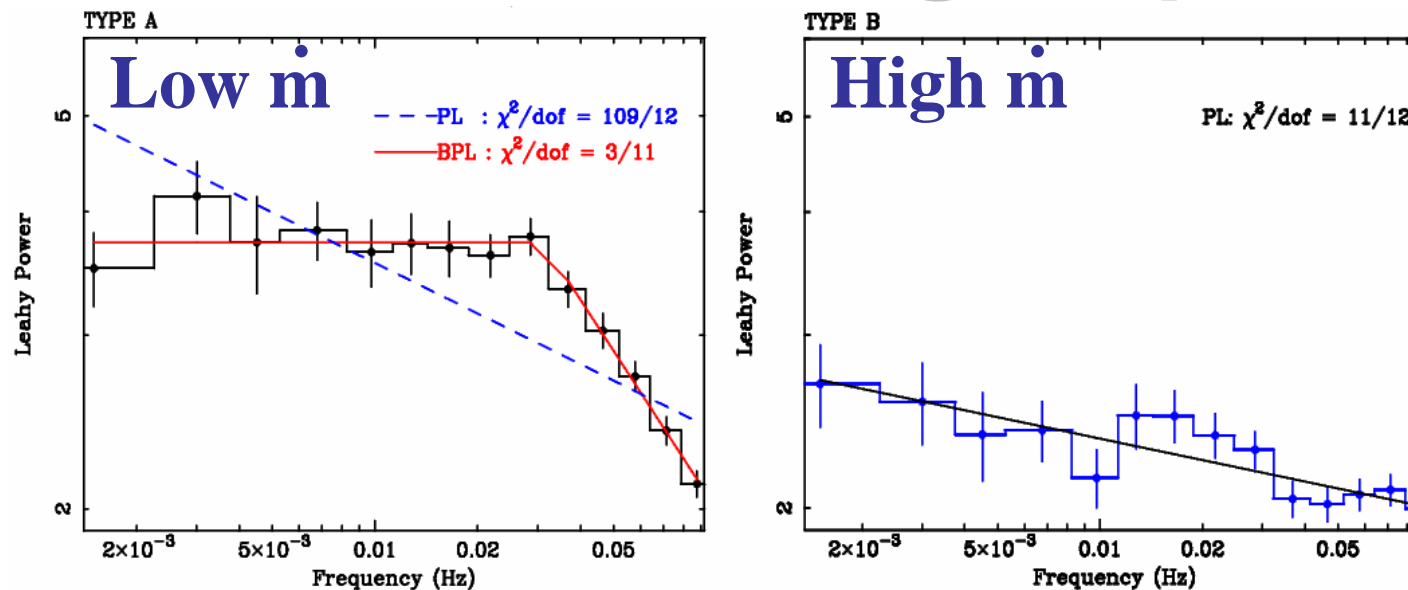 TYPE A
Low ṁ
– – –PL : χ²/dof = 109/12
——BPL : χ²/dof = 3/11
5
2
Leahy Power
2×10⁻³ 5×10⁻³ 0.01 0.02 0.05
Frequency (Hz)
TYPE B
High ṁ
PL: χ²/dof = 11/12
5
2
Leahy Power
2×10⁻³ 5×10⁻³ 0.01 0.02 0.05
Frequency (Hz)